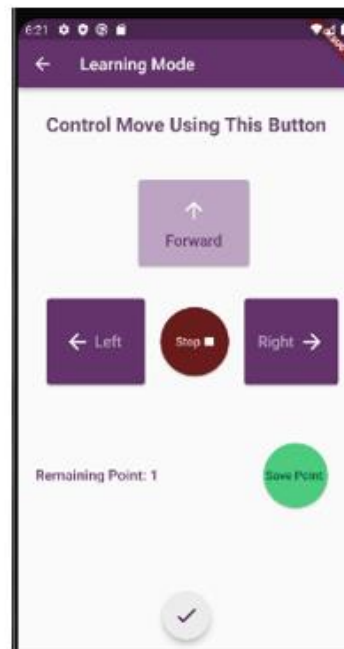 6:21
← Learning Mode
Control Move Using This Button
↑
Forward
← Left
Stop ■
Right →
Remaining Point: 1
Save Point